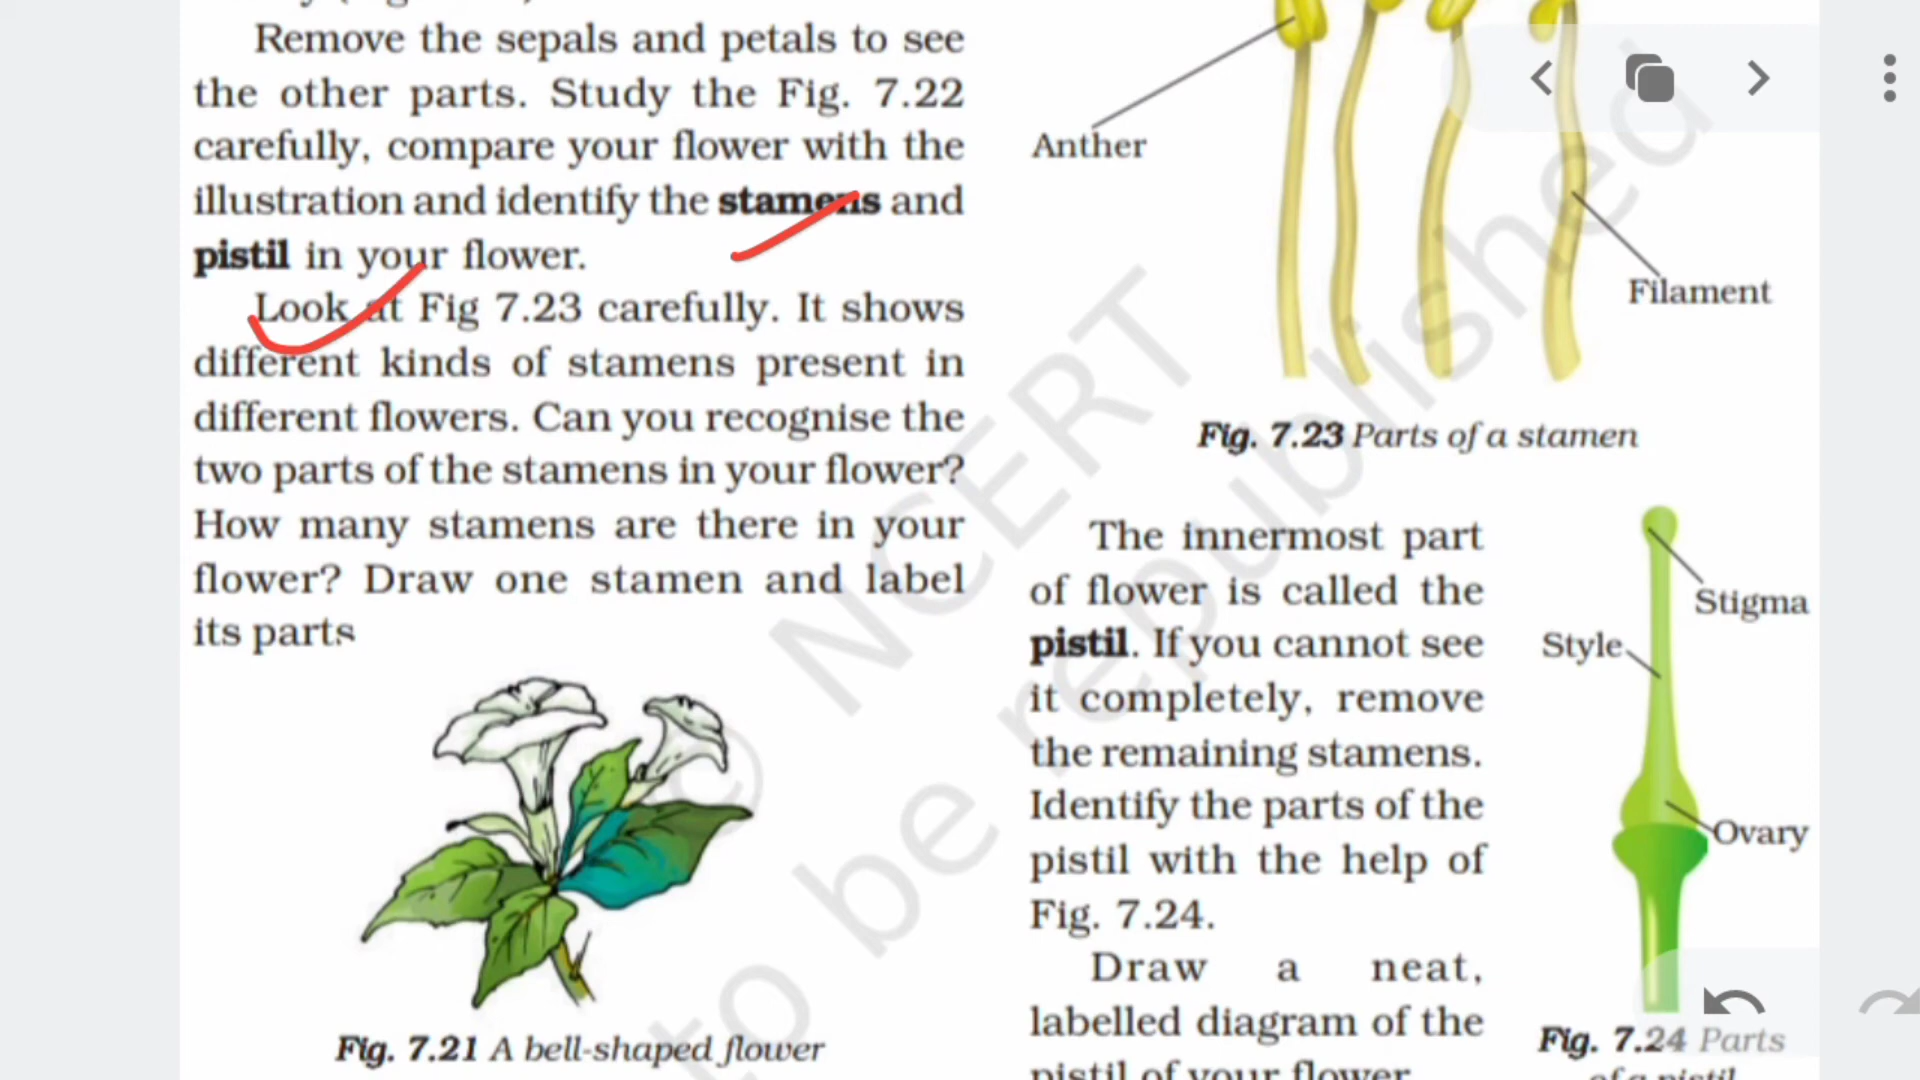 Remove the sepals and petals to see
the other parts. Study the Fig. 7.22
carefully, compare your flower with the
illustration and identify the stamens and
pistil in your flower.
Look at Fig 7.23 carefully. It shows
different kinds of stamens present in
different flowers. Can you recognise the
two parts of the stamens in your flower?
How many stamens are there in your
flower? Draw one stamen and label
its parts
Fig. 7.21 A bell-shaped flower
Anther
Filament
Fig. 7.23 Parts of a stamen
The innermost part
of flower is called the
pistil. If you cannot see
it completely, remove
the remaining stamens.
Identify the parts of the
pistil with the help of
Fig. 7.24.
Draw a neat,
labelled diagram of the
pistil of your flower
Stigma
Style
Ovary
Fig. 7.24 Parts
of a pistil
© NCERT
to be republished